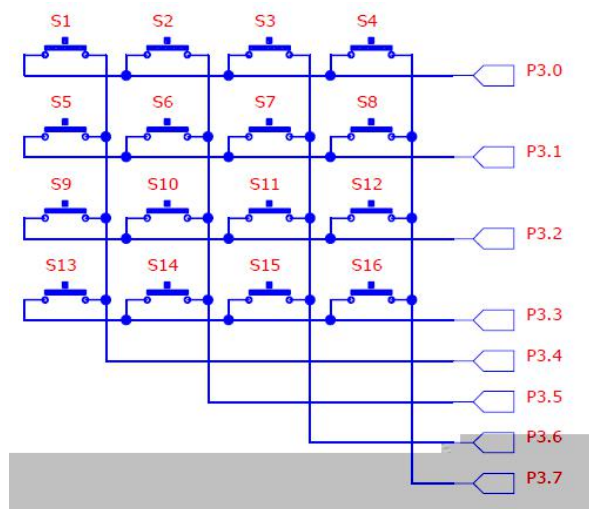 S1 S2 S3 S4
P3.0
S5 S6 S7 S8
P3.1
S9 S10 S11 S12
P3.2
S13 S14 S15 S16
P3.3
P3.4
P3.5
P3.6
P3.7